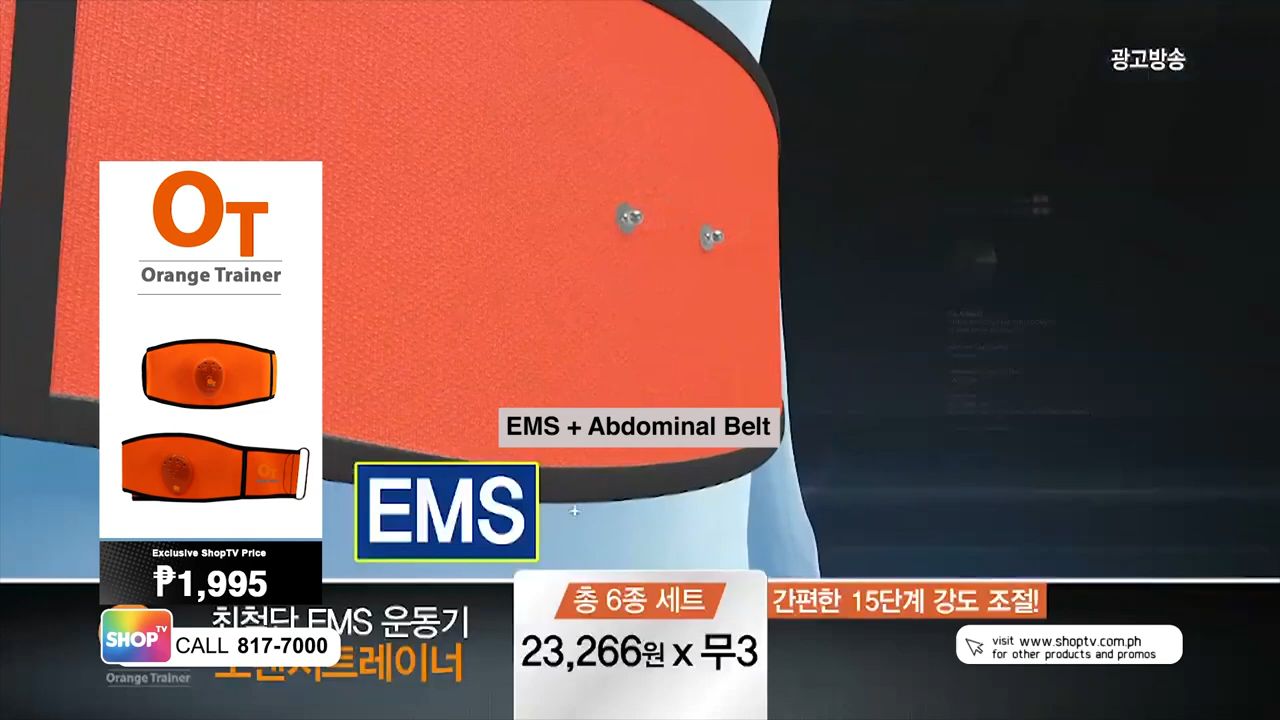 광고방송
OT
Orange Trainer
EMS + Abdominal Belt
EMS
Exclusive ShopTV Price
₱1,995
최첨단 EMS 운동기
총 6종 세트
간편한 15단계 강도 조절!
23,266원 x 무3
SHOP TV
CALL 817-7000
Orange Trainer
visit www.shoptv.com.ph
for other products and promos